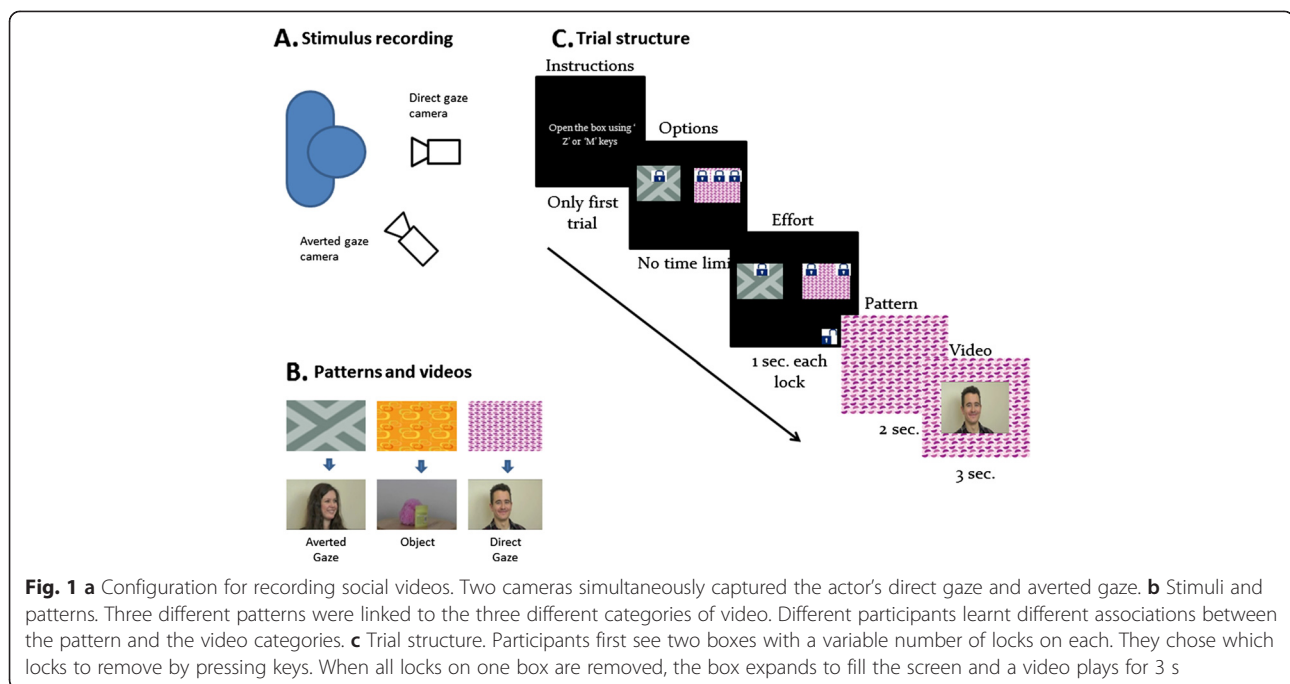 A. Stimulus recording
Direct gaze
camera
Averted gaze
camera
B. Patterns and videos
Averted
Gaze
Object
Direct
Gaze
C. Trial structure
Instructions
Open the box using '
Z' or 'M' keys
Only first
trial
Options
No time limi
Effort
1 sec. each
lock
Pattern
2 sec.
Video
3 sec.
Fig. 1 a Configuration for recording social videos. Two cameras simultaneously captured the actor's direct gaze and averted gaze. b Stimuli and
patterns. Three different patterns were linked to the three different categories of video. Different participants learnt different associations between
the pattern and the video categories. c Trial structure. Participants first see two boxes with a variable number of locks on each. They chose which
locks to remove by pressing keys. When all locks on one box are removed, the box expands to fill the screen and a video plays for 3 s